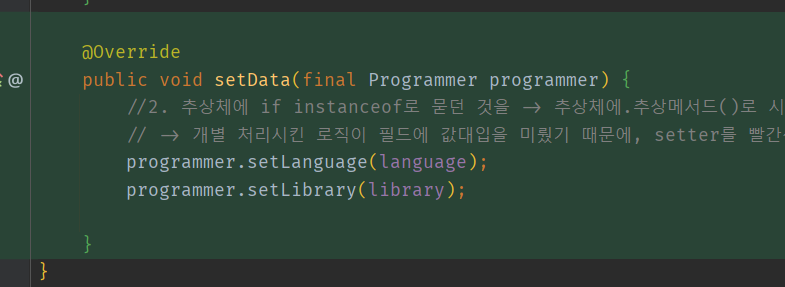 }
@Override
@
public void setData(final Programmer programmer) {
//2. 추상체에 if instanceof로 묻던 것을 → 추상체에.추상메서드()로 시
// → 개별 처리시킨 로직이 필드에 값대입을 미뤘기 때문에, setter를 빨간
programmer.setLanguage(language);
programmer.setLibrary(library);
}
}